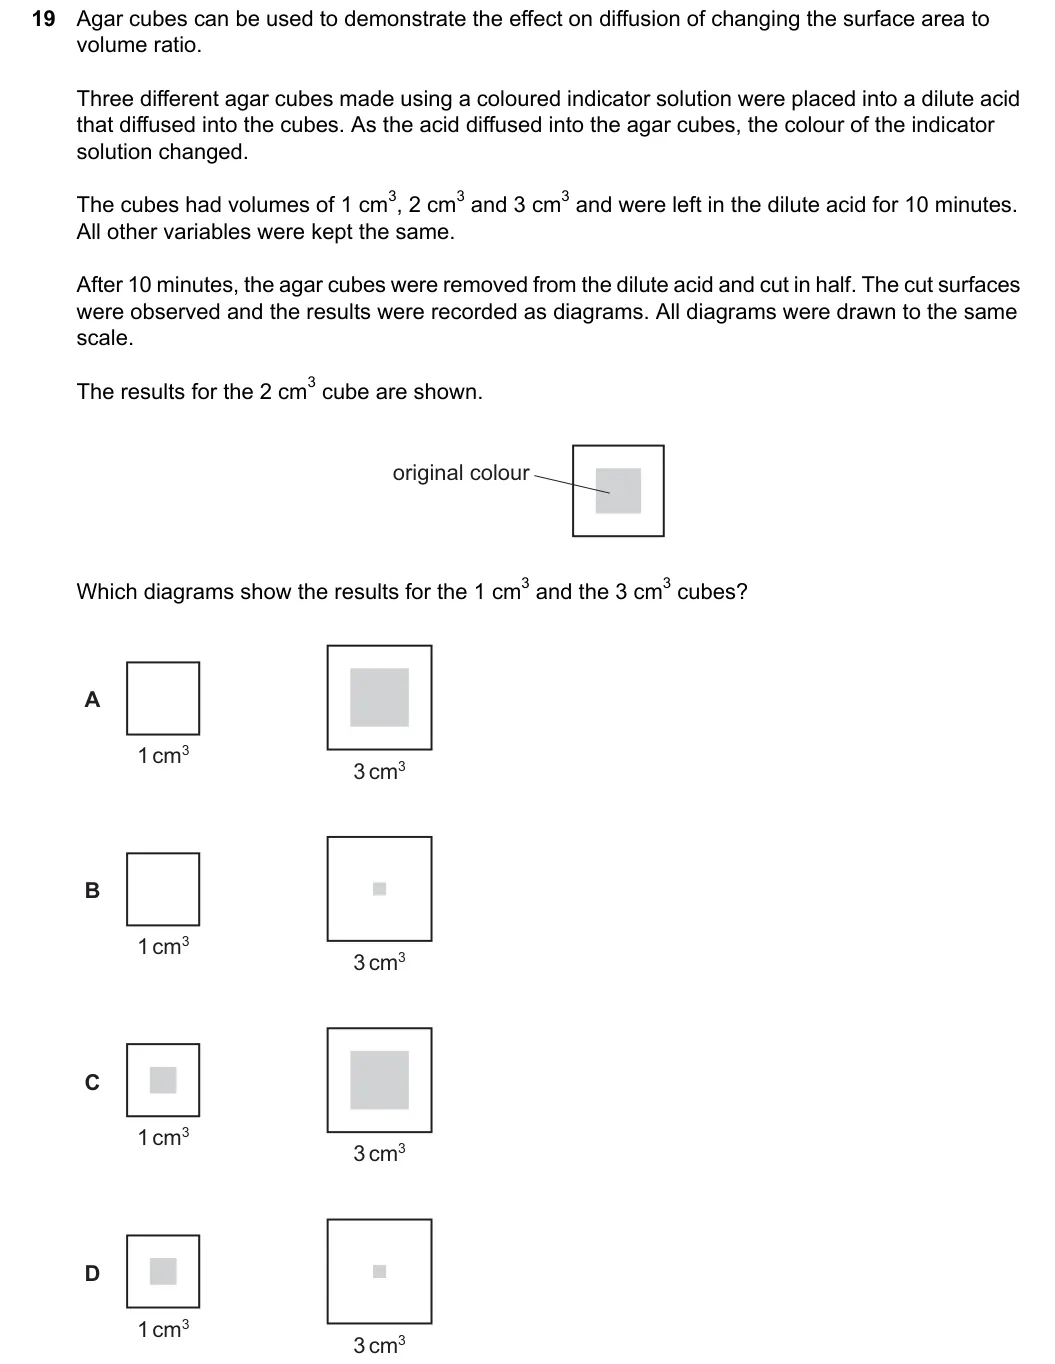 19 Agar cubes can be used to demonstrate the effect on diffusion of changing the surface area to
volume ratio.
Three different agar cubes made using a coloured indicator solution were placed into a dilute acid
that diffused into the cubes. As the acid diffused into the agar cubes, the colour of the indicator
solution changed.
The cubes had volumes of 1 cm³, 2 cm³ and 3 cm³ and were left in the dilute acid for 10 minutes.
All other variables were kept the same.
After 10 minutes, the agar cubes were removed from the dilute acid and cut in half. The cut surfaces
were observed and the results were recorded as diagrams. All diagrams were drawn to the same
scale.
The results for the 2 cm³ cube are shown.
original colour
Which diagrams show the results for the 1 cm³ and the 3 cm³ cubes?
A
1 cm³
3 cm³
B
1 cm³
3 cm³
C
1 cm³
3 cm³
D
1 cm³
3 cm³